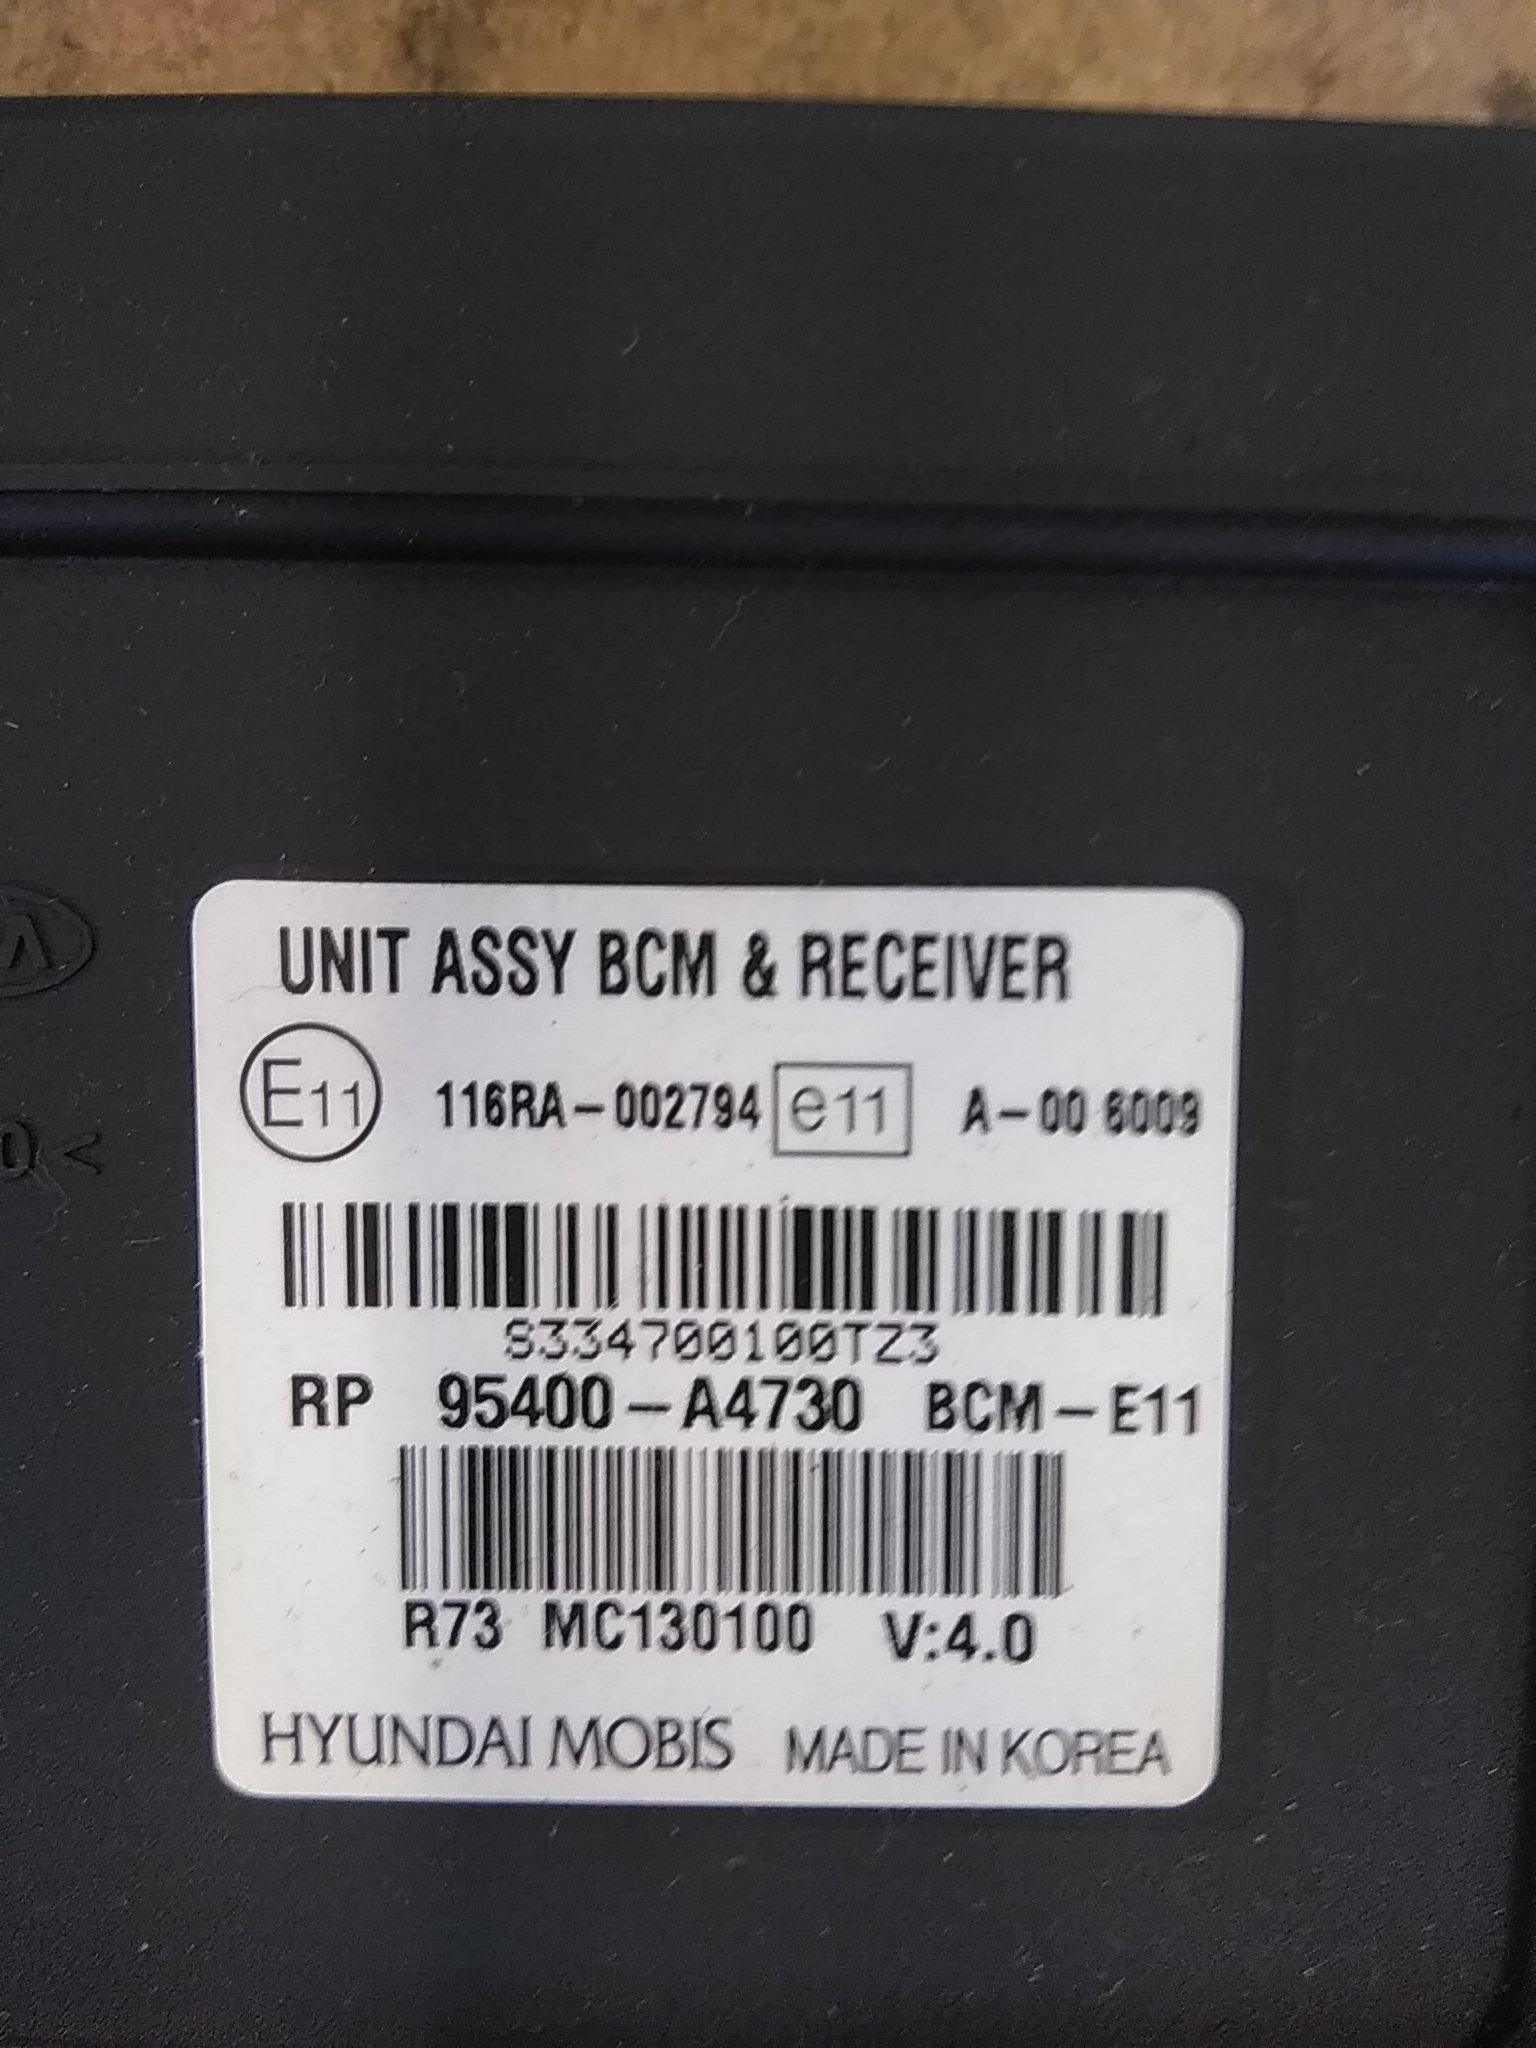 UNIT ASSY BCM & RECEIVER
E11 116RA-002794 e11 A-00 6009
S334700100TZ3
RP 95400-A4730 BCM-E11
R73 MC130100 V:4.0
HYUNDAI MOBIS MADE IN KOREA